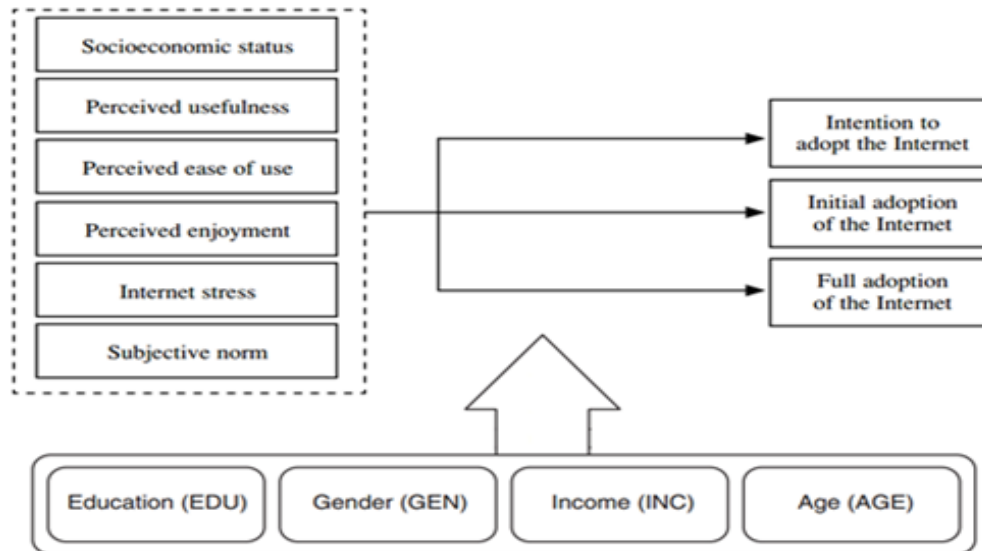 Socioeconomic status
Perceived usefulness
Perceived ease of use
Perceived enjoyment
Internet stress
Subjective norm
Intention to
adopt the Internet
Initial adoption
of the Internet
Full adoption
of the Internet
Education (EDU)
Gender (GEN)
Income (INC)
Age (AGE)